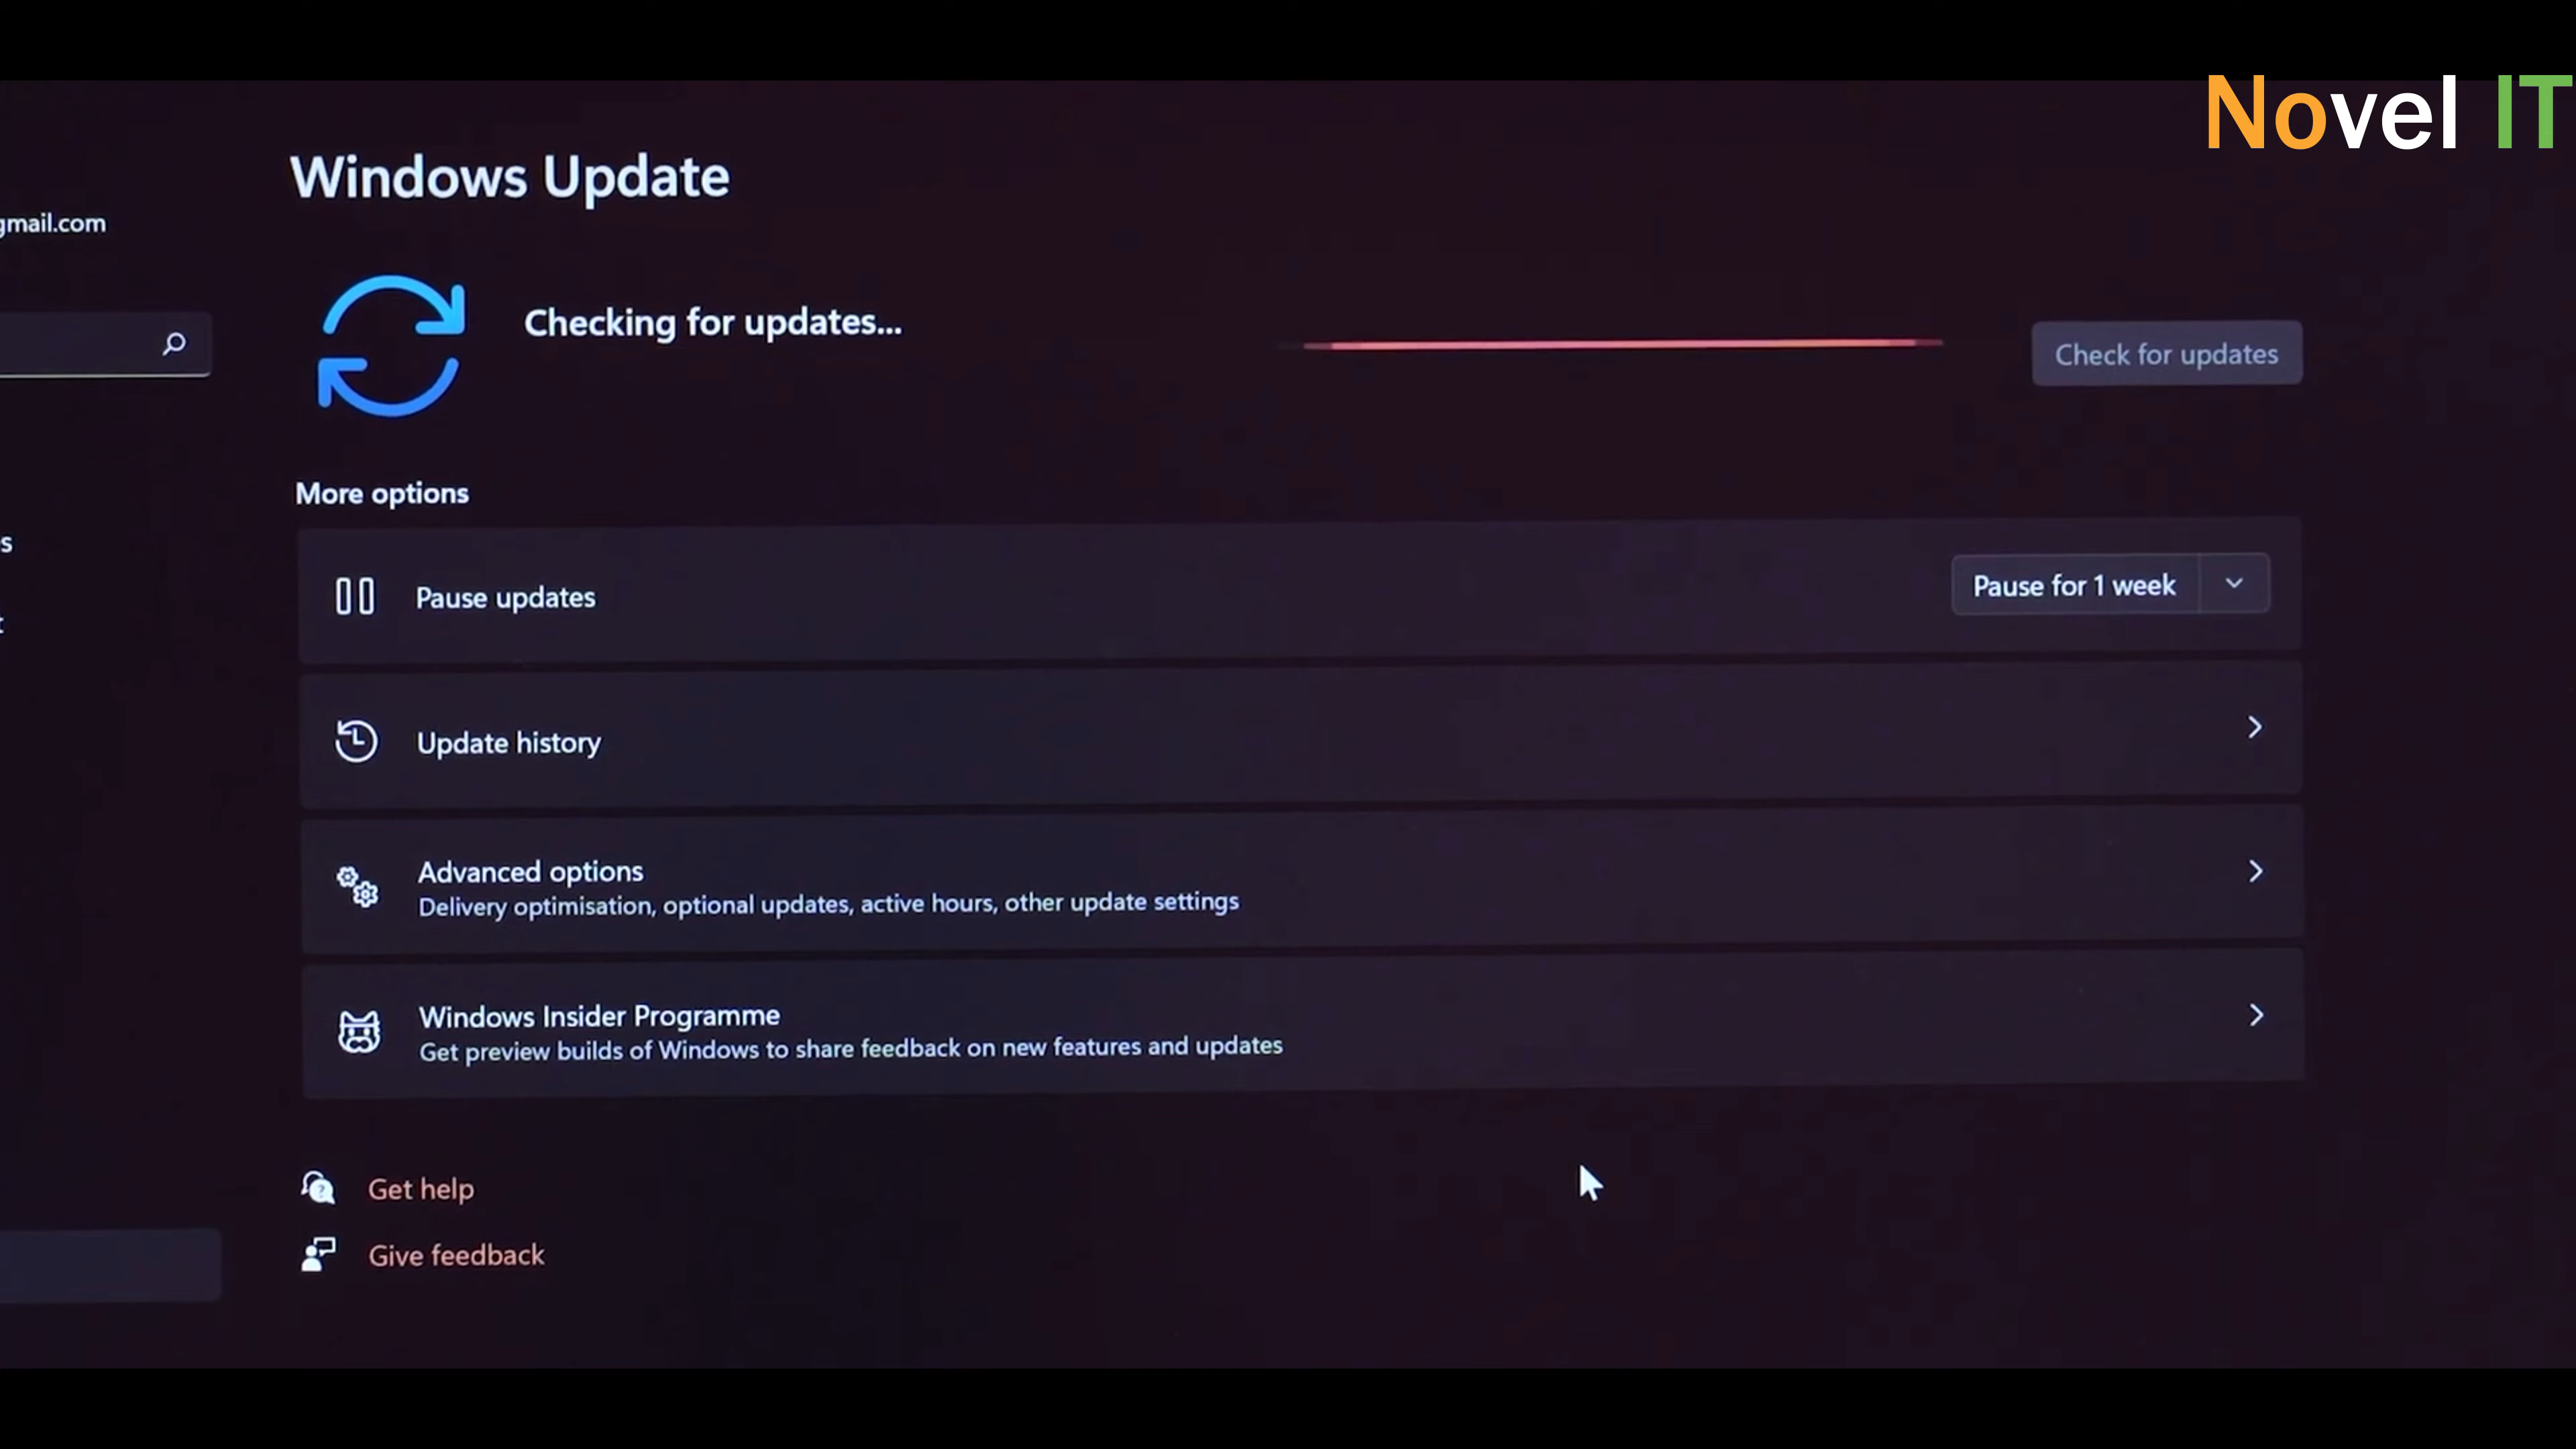 Novel IT
Windows Update
gmail.com
Checking for updates...
Check for updates
More options
Pause updates
Pause for 1 week
Update history
Advanced options
Delivery optimisation, optional updates, active hours, other update settings
Windows Insider Programme
Get preview builds of Windows to share feedback on new features and updates
Get help
Give feedback